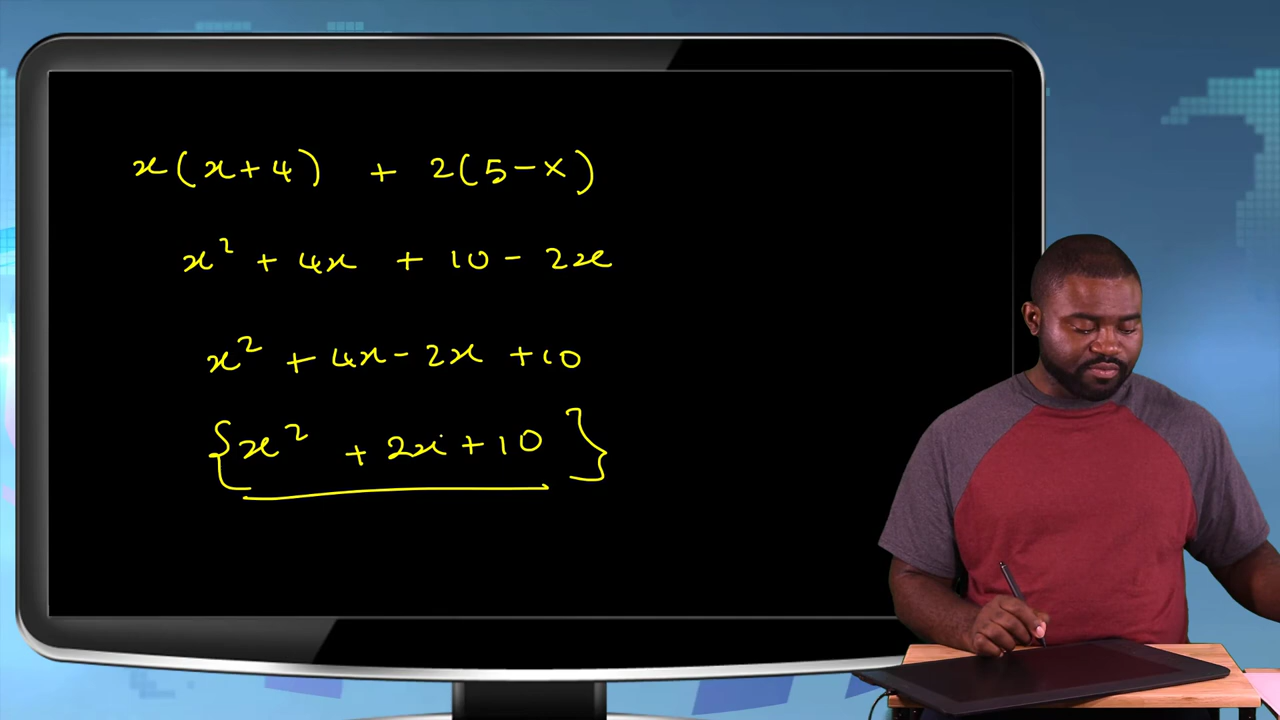 x(x+4) + 2(5-x)
x² + 4x + 10 - 2x
x² + 4x - 2x + 10
{x² + 2x + 10}